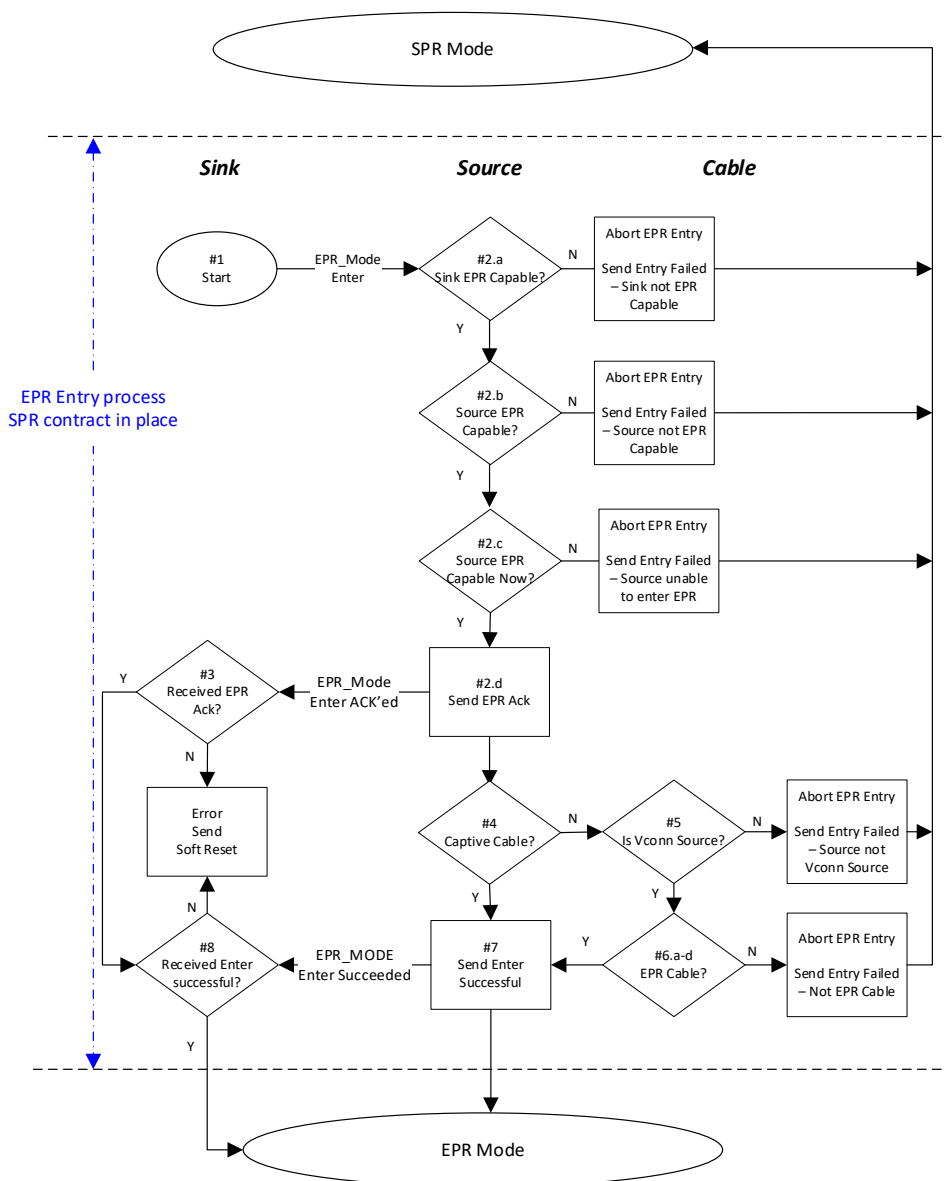 SPR Mode
Sink
Source
Cable
#1
Start
EPR_Mode
Enter
#2.a
Sink EPR Capable?
N
Abort EPR Entry
Send Entry Failed
– Sink not EPR
Capable
Y
EPR Entry process
SPR contract in place
#2.b
Source EPR
Capable?
N
Abort EPR Entry
Send Entry Failed
– Source not EPR
Capable
Y
#2.c
Source EPR
Capable Now?
N
Abort EPR Entry
Send Entry Failed
– Source unable
to enter EPR
Y
Y
#3
Received EPR
Ack?
EPR_Mode
Enter ACK’ed
#2.d
Send EPR Ack
N
Error
Send
Soft Reset
#4
Captive Cable?
N
#5
Is Vconn Source?
N
Abort EPR Entry
Send Entry Failed
– Source not
Vconn Source
Y
Y
N
#8
Received Enter
successful?
EPR_MODE
Enter Succeeded
#7
Send Enter
Successful
Y
#6.a-d
EPR Cable?
N
Abort EPR Entry
Send Entry Failed
– Not EPR Cable
Y
EPR Mode